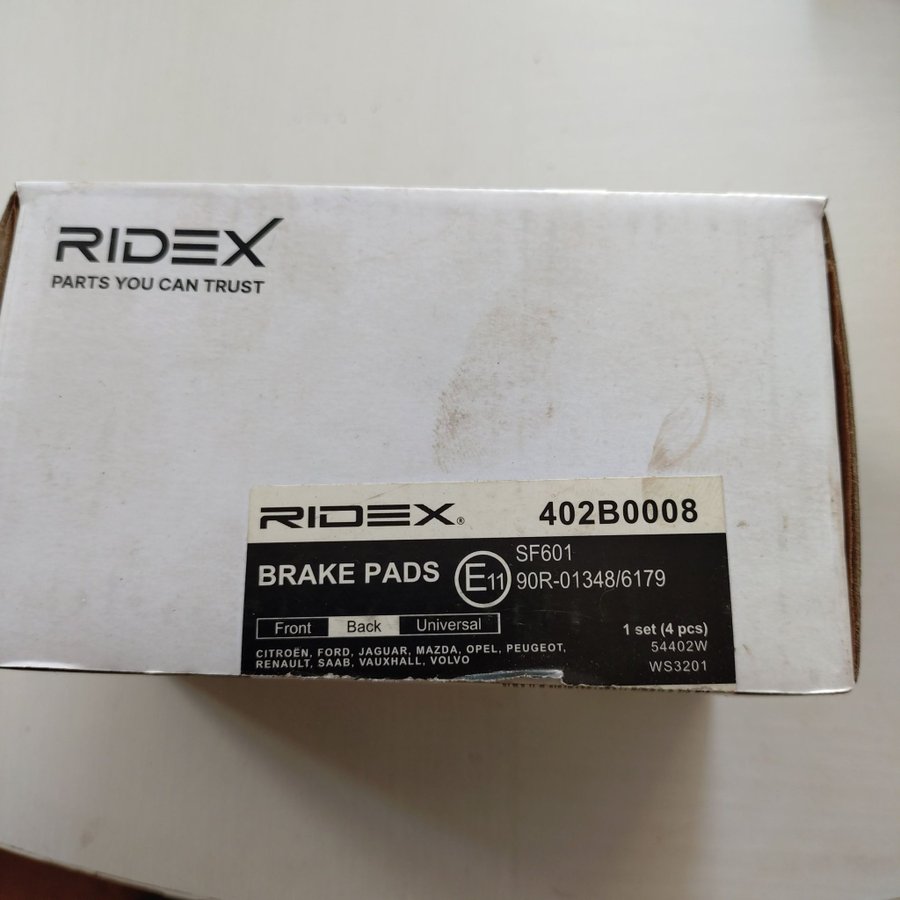 RIDEX
PARTS YOU CAN TRUST
RIDEX® 402B0008
BRAKE PADS E11 SF601
90R-01348/6179
Front Back Universal
1 set (4 pcs)
CITROËN, FORD, JAGUAR, MAZDA, OPEL, PEUGEOT,
RENAULT, SAAB, VAUXHALL, VOLVO
54402W
WS3201